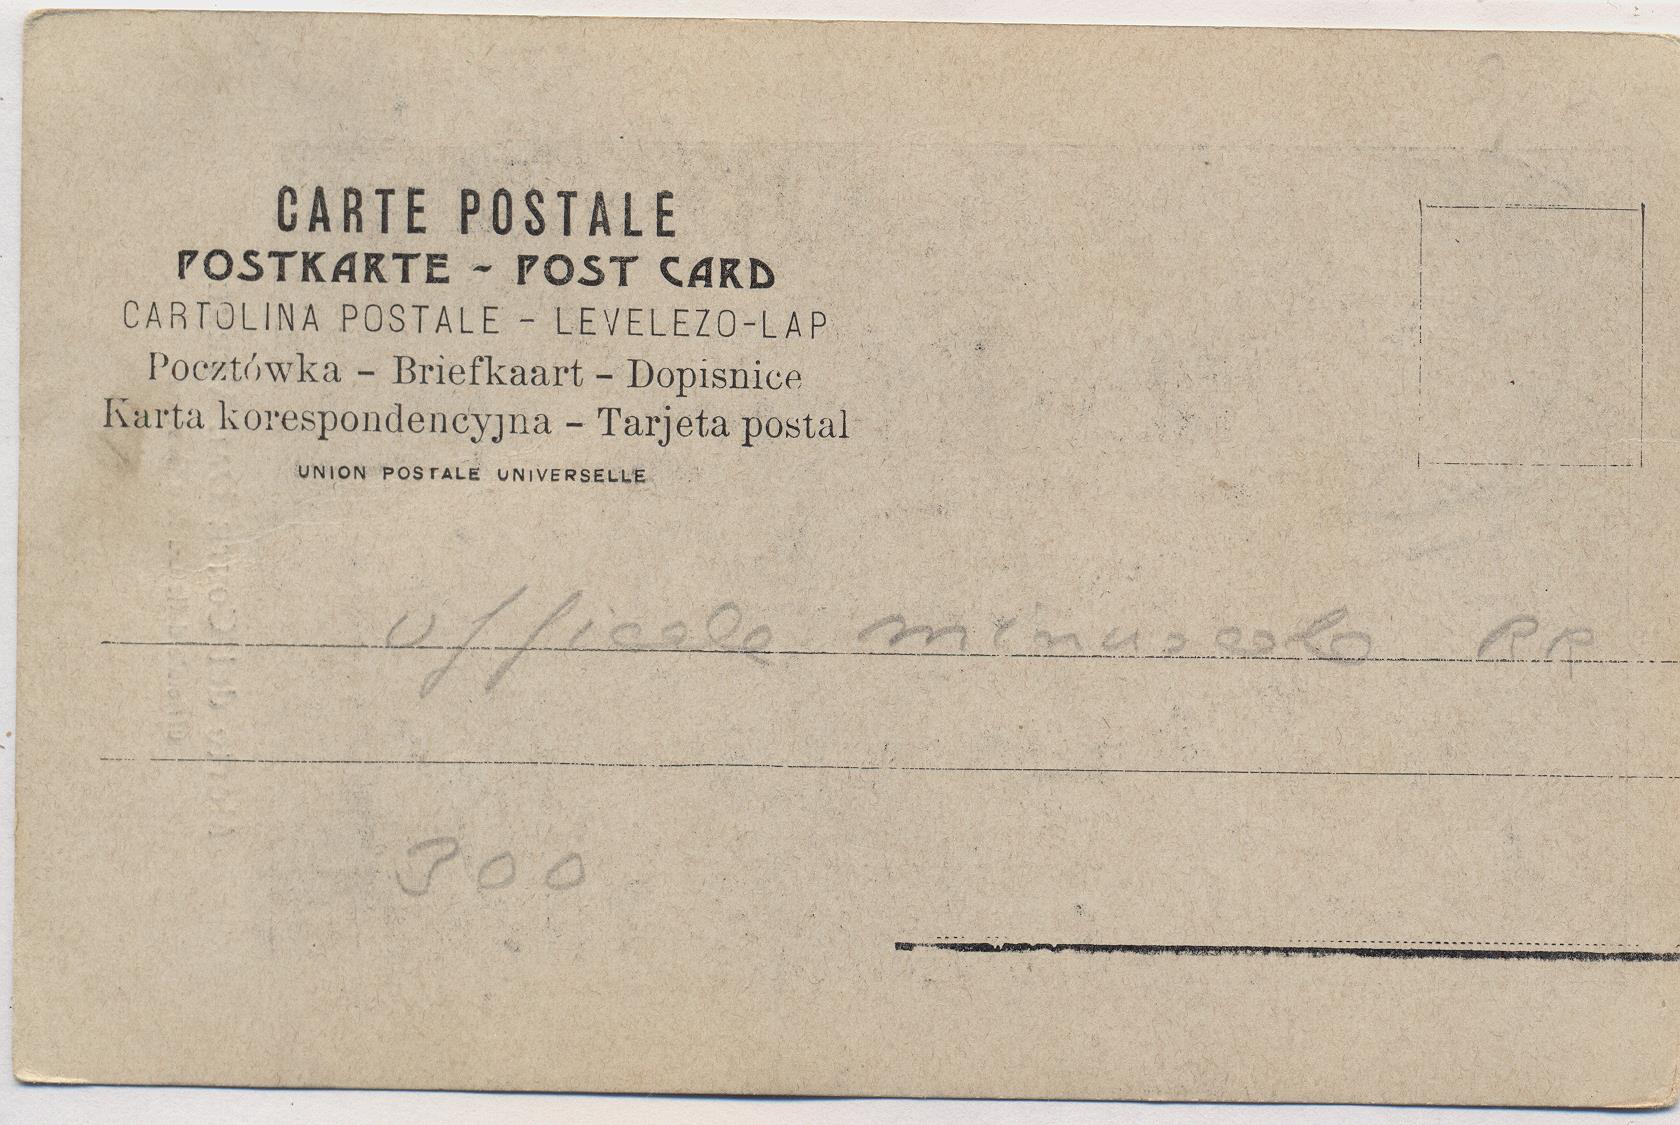 CARTE POSTALE
POSTKARTE - POST CARD
CARTOLINA POSTALE - LEVELEZO-LAP
Pocztówka - Briefkaart - Dopisnice
Karta korespondencyjna - Tarjeta postal
UNION POSTALE UNIVERSELLE
ufficale minuscolo RR
300